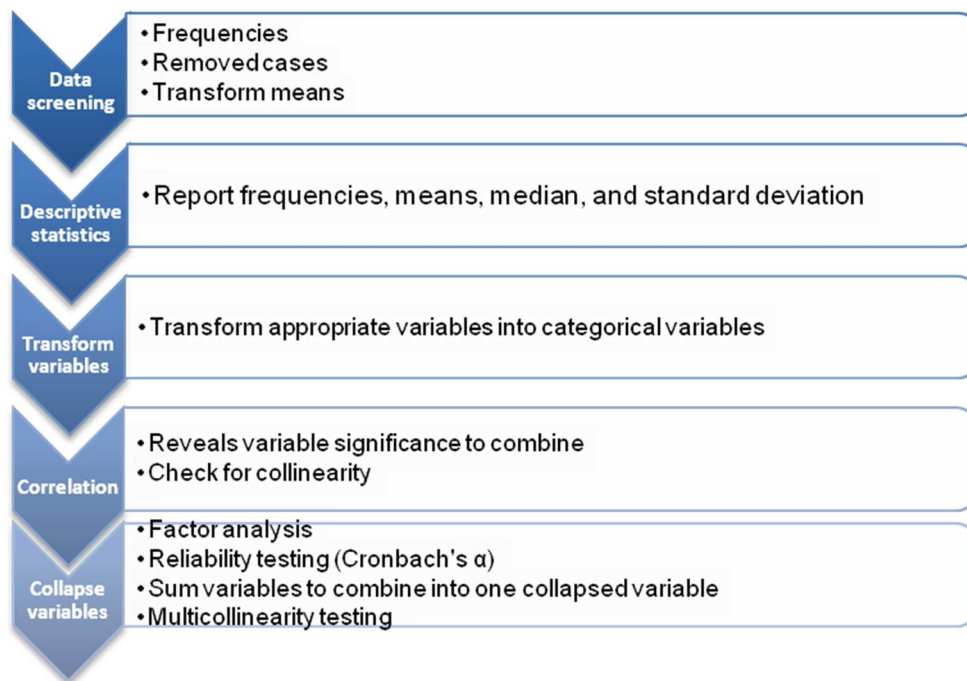 Data
screening
• Frequencies
• Removed cases
• Transform means
Descriptive
statistics
• Report frequencies, means, median, and standard deviation
Transform
variables
• Transform appropriate variables into categorical variables
Correlation
• Reveals variable significance to combine
• Check for collinearity
Collapse
variables
• Factor analysis
• Reliability testing (Cronbach's α)
• Sum variables to combine into one collapsed variable
• Multicollinearity testing